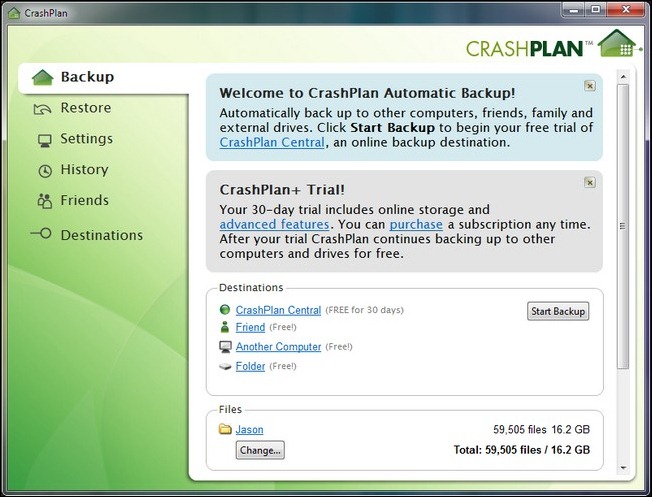 CrashPlan
CRASHPLAN™
Backup
Restore
Settings
History
Friends
Destinations
Welcome to CrashPlan Automatic Backup!
Automatically back up to other computers, friends, family and
external drives. Click Start Backup to begin your free trial of
CrashPlan Central, an online backup destination.
CrashPlan+ Trial!
Your 30-day trial includes online storage and
advanced features. You can purchase a subscription any time.
After your trial CrashPlan continues backing up to other
computers and drives for free.
Destinations
CrashPlan Central (FREE for 30 days)
Start Backup
Friend (Free!)
Another Computer (Free!)
Folder (Free!)
Files
Jason 59,505 files 16.2 GB
Change... Total: 59,505 files / 16.2 GB